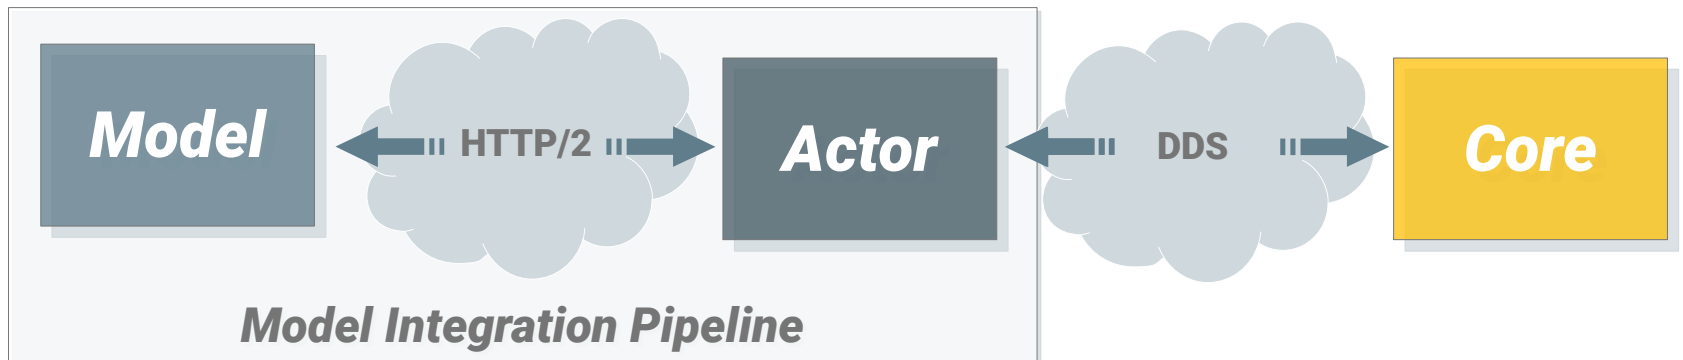 Model
HTTP/2
Actor
DDS
Core
Model Integration Pipeline